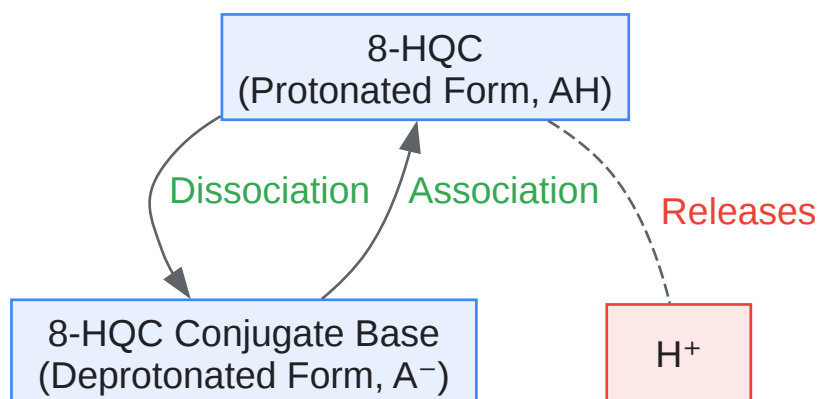 8-HQC
(Protonated Form, AH)
Dissociation
Association
Releases
8-HQC Conjugate Base
(Deprotonated Form, A⁻)
H⁺